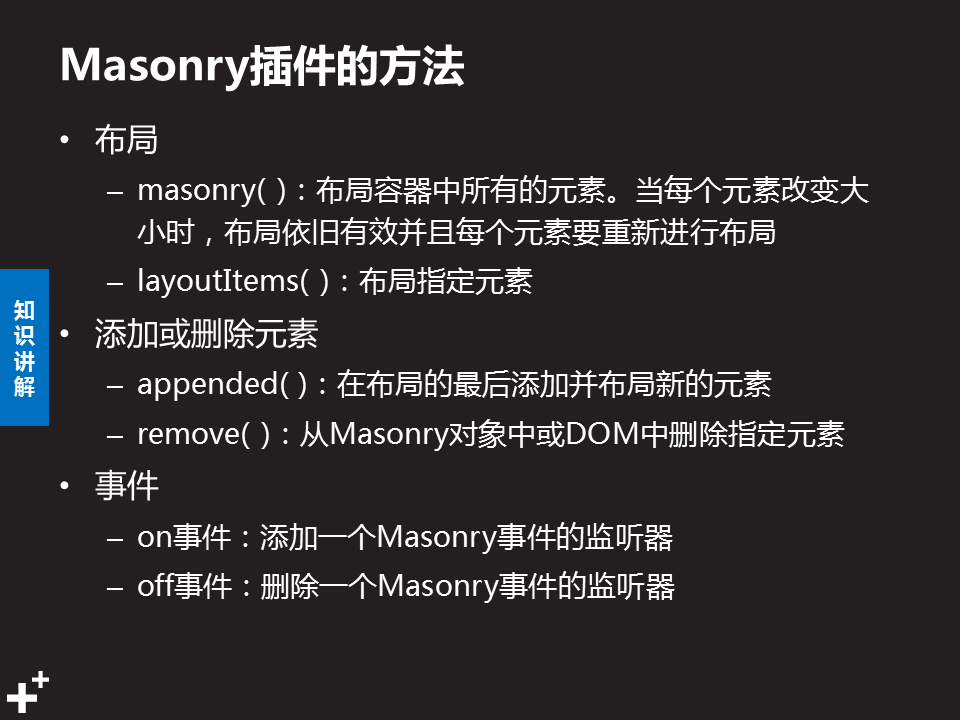 Masonry插件的方法
• 布局
– masonry( )：布局容器中所有的元素。当每个元素改变大
小时，布局依旧有效并且每个元素要重新进行布局
– layoutItems( )：布局指定元素
• 添加或删除元素
– appended( )：在布局的最后添加并布局新的元素
– remove( )：从Masonry对象中或DOM中删除指定元素
• 事件
– on事件：添加一个Masonry事件的监听器
– off事件：删除一个Masonry事件的监听器
知
识
讲
解